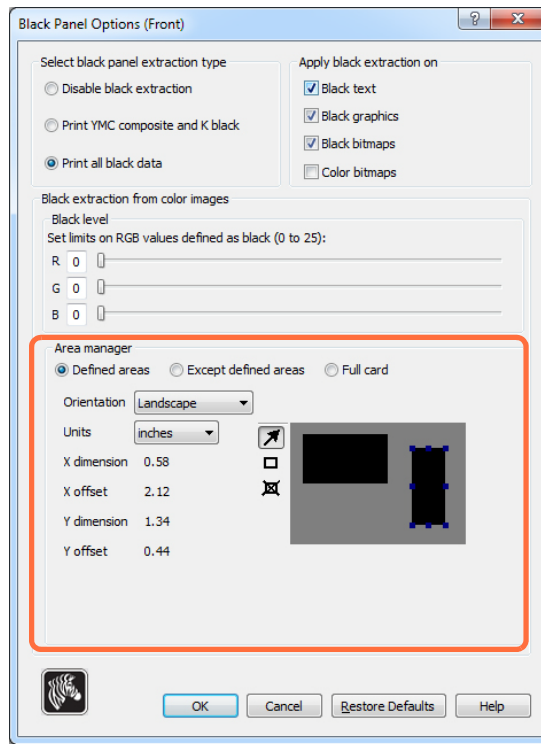 Black Panel Options (Front)
Select black panel extraction type
Disable black extraction
Print YMC composite and K black
Print all black data
Apply black extraction on
Black text
Black graphics
Black bitmaps
Color bitmaps
Black extraction from color images
Black level
Set limits on RGB values defined as black (0 to 25):
R 0
G 0
B 0
Area manager
Defined areas Except defined areas Full card
Orientation Landscape
Units inches
X dimension 0.58
X offset 2.12
Y dimension 1.34
Y offset 0.44
OK Cancel Restore Defaults Help